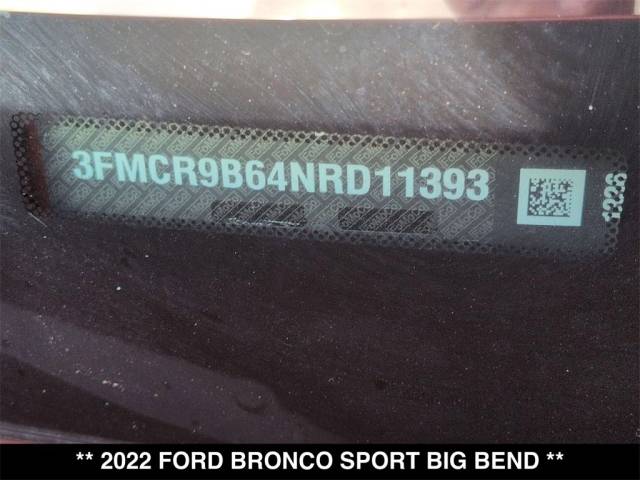 3FMCR9B64NRD11393
1226
** 2022 FORD BRONCO SPORT BIG BEND **